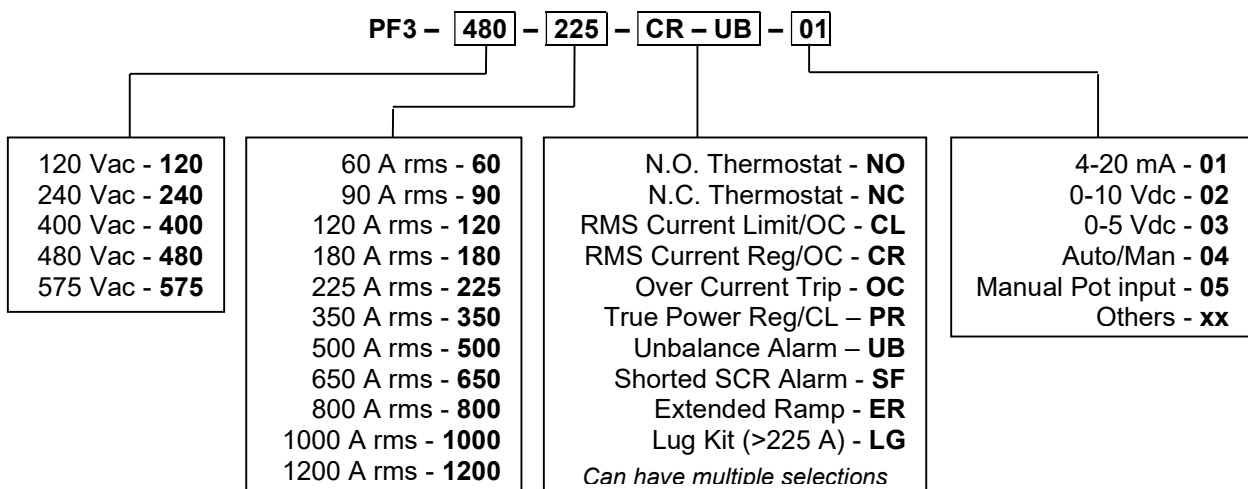 PF3 – 480 – 225 – CR – UB – 01
120 Vac - 120
240 Vac - 240
400 Vac - 400
480 Vac - 480
575 Vac - 575
60 A rms - 60
90 A rms - 90
120 A rms - 120
180 A rms - 180
225 A rms - 225
350 A rms - 350
500 A rms - 500
650 A rms - 650
800 A rms - 800
1000 A rms - 1000
1200 A rms - 1200
N.O. Thermostat - NO
N.C. Thermostat - NC
RMS Current Limit/OC - CL
RMS Current Reg/OC - CR
Over Current Trip - OC
True Power Reg/CL – PR
Unbalance Alarm – UB
Shorted SCR Alarm - SF
Extended Ramp - ER
Lug Kit (>225 A) - LG
Can have multiple selections
4-20 mA - 01
0-10 Vdc - 02
0-5 Vdc - 03
Auto/Man - 04
Manual Pot input - 05
Others - xx